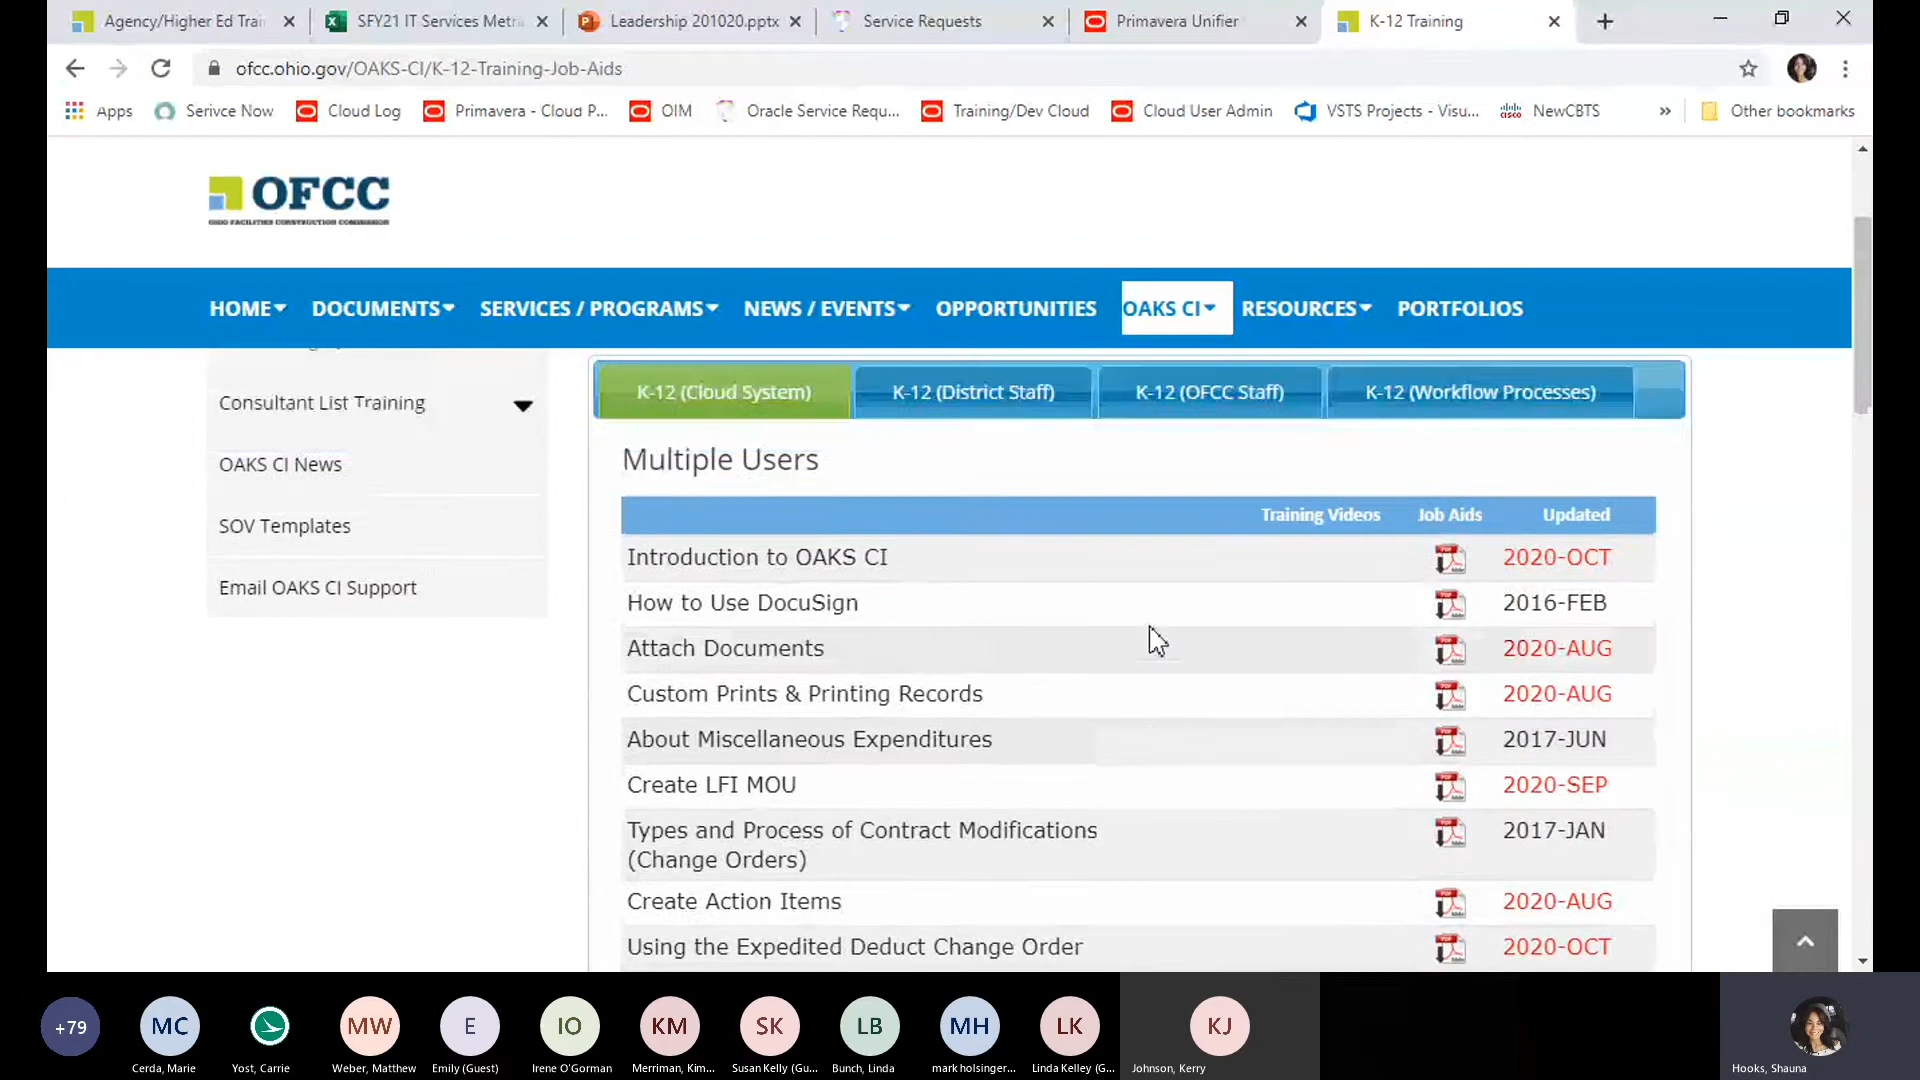 Agency/Higher Ed Trai
SFY21 IT Services Metri
Leadership 201020.pptx
Service Requests
Primavera Unifier
K-12 Training
ofcc.ohio.gov/OAKS-CI/K-12-Training-Job-Aids
Apps
Serivce Now
Cloud Log
Primavera - Cloud P...
OIM
Oracle Service Requ...
Training/Dev Cloud
Cloud User Admin
VSTS Projects - Visu...
NewCBTS
»
Other bookmarks
OFCC
OHIO FACILITIES CONSTRUCTION COMMISSION
HOME
DOCUMENTS
SERVICES / PROGRAMS
NEWS / EVENTS
OPPORTUNITIES
OAKS CI
RESOURCES
PORTFOLIOS
Consultant List Training
OAKS CI News
SOV Templates
Email OAKS CI Support
K-12 (Cloud System)
K-12 (District Staff)
K-12 (OFCC Staff)
K-12 (Workflow Processes)
Multiple Users
Training Videos Job Aids Updated
Introduction to OAKS CI 2020-OCT
How to Use DocuSign 2016-FEB
Attach Documents 2020-AUG
Custom Prints & Printing Records 2020-AUG
About Miscellaneous Expenditures 2017-JUN
Create LFI MOU 2020-SEP
Types and Process of Contract Modifications 2017-JAN
(Change Orders)
Create Action Items 2020-AUG
Using the Expedited Deduct Change Order 2020-OCT
+79
MC
MW
E
IO
KM
SK
LB
MH
LK
KJ
Cerda, Marie
Yost, Carrie
Weber, Matthew
Emily (Guest)
Irene O'Gorman
Merriman, Kim...
Susan Kelly (Gu...
Bunch, Linda
mark holsinger...
Linda Kelley (G...
Johnson, Kerry
Hooks, Shauna